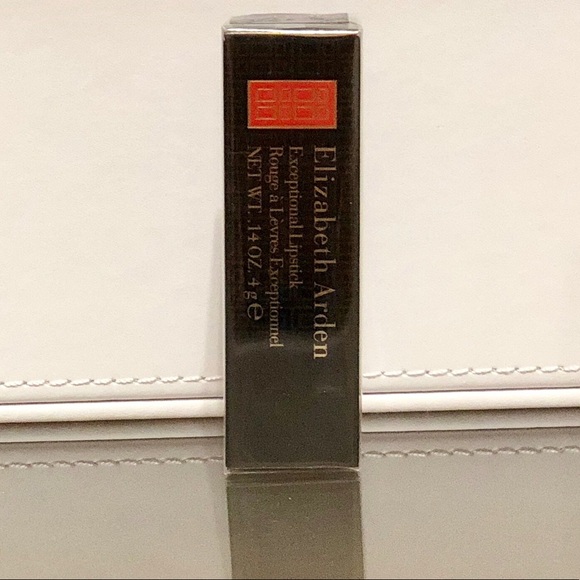 Elizabeth Arden
Exceptional Lipstick
Rouge à Lèvres Exceptionnel
NET WT. .14 OZ. 4 g ℮